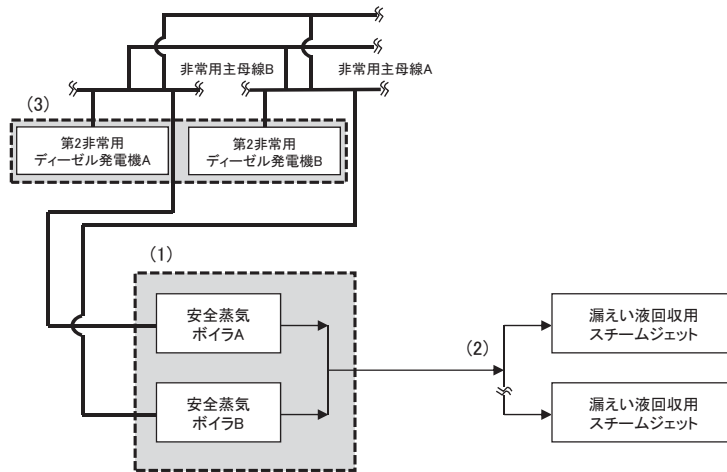 非常用主母線B
非常用主母線A
(3)
第2非常用
ディーゼル発電機A
第2非常用
ディーゼル発電機B
(1)
安全蒸気
ボイラA
安全蒸気
ボイラB
(2)
漏えい液回収用
スチームジェット
漏えい液回収用
スチームジェット